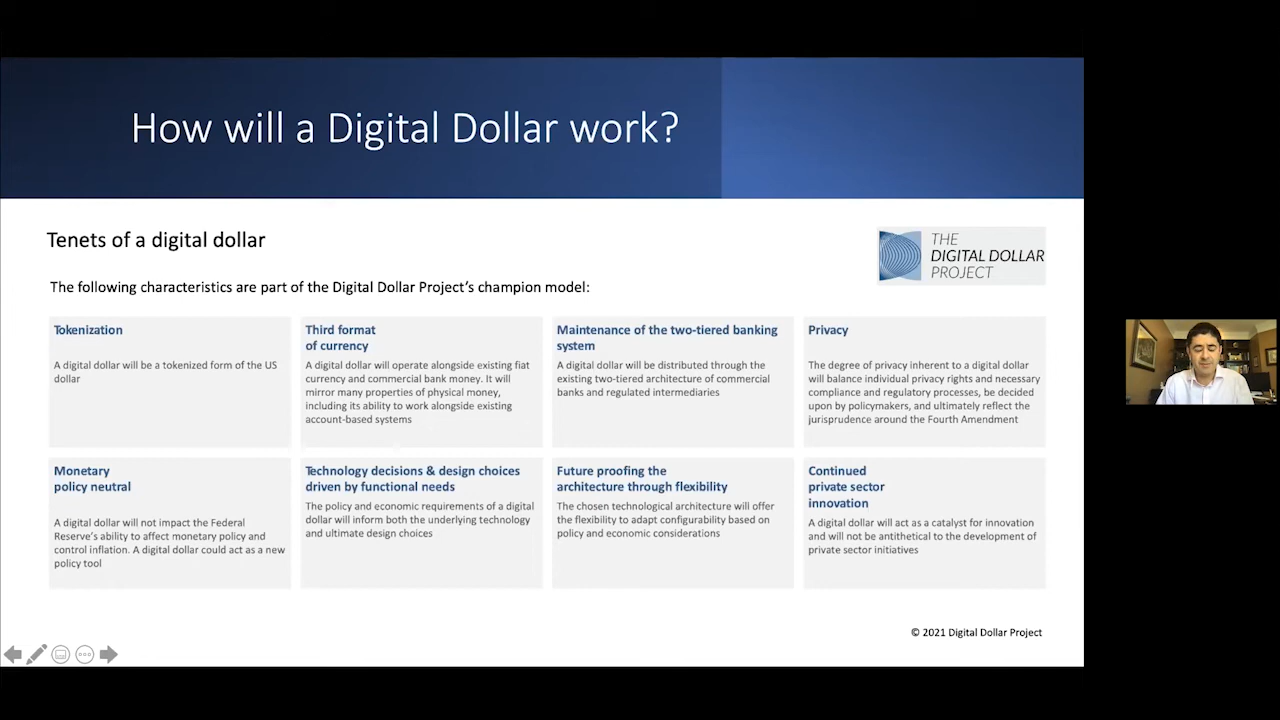 How will a Digital Dollar work?
Tenets of a digital dollar
THE
DIGITAL DOLLAR
PROJECT
The following characteristics are part of the Digital Dollar Project's champion model:
Tokenization
A digital dollar will be a tokenized form of the US
dollar
Third format
of currency
A digital dollar will operate alongside existing fiat
currency and commercial bank money. It will
mirror many properties of physical money,
including its ability to work alongside existing
account-based systems
Maintenance of the two-tiered banking
system
A digital dollar will be distributed through the
existing two-tiered architecture of commercial
banks and regulated intermediaries
Privacy
The degree of privacy inherent to a digital dollar
will balance individual privacy rights and necessary
compliance and regulatory processes, be decided
upon by policymakers, and ultimately reflect the
jurisprudence around the Fourth Amendment
Monetary
policy neutral
A digital dollar will not impact the Federal
Reserve's ability to affect monetary policy and
control inflation. A digital dollar could act as a new
policy tool
Technology decisions & design choices
driven by functional needs
The policy and economic requirements of a digital
dollar will inform both the underlying technology
and ultimate design choices
Future proofing the
architecture through flexibility
The chosen technological architecture will offer
the flexibility to adapt configurability based on
policy and economic considerations
Continued
private sector
innovation
A digital dollar will act as a catalyst for innovation
and will not be antithetical to the development of
private sector initiatives
© 2021 Digital Dollar Project